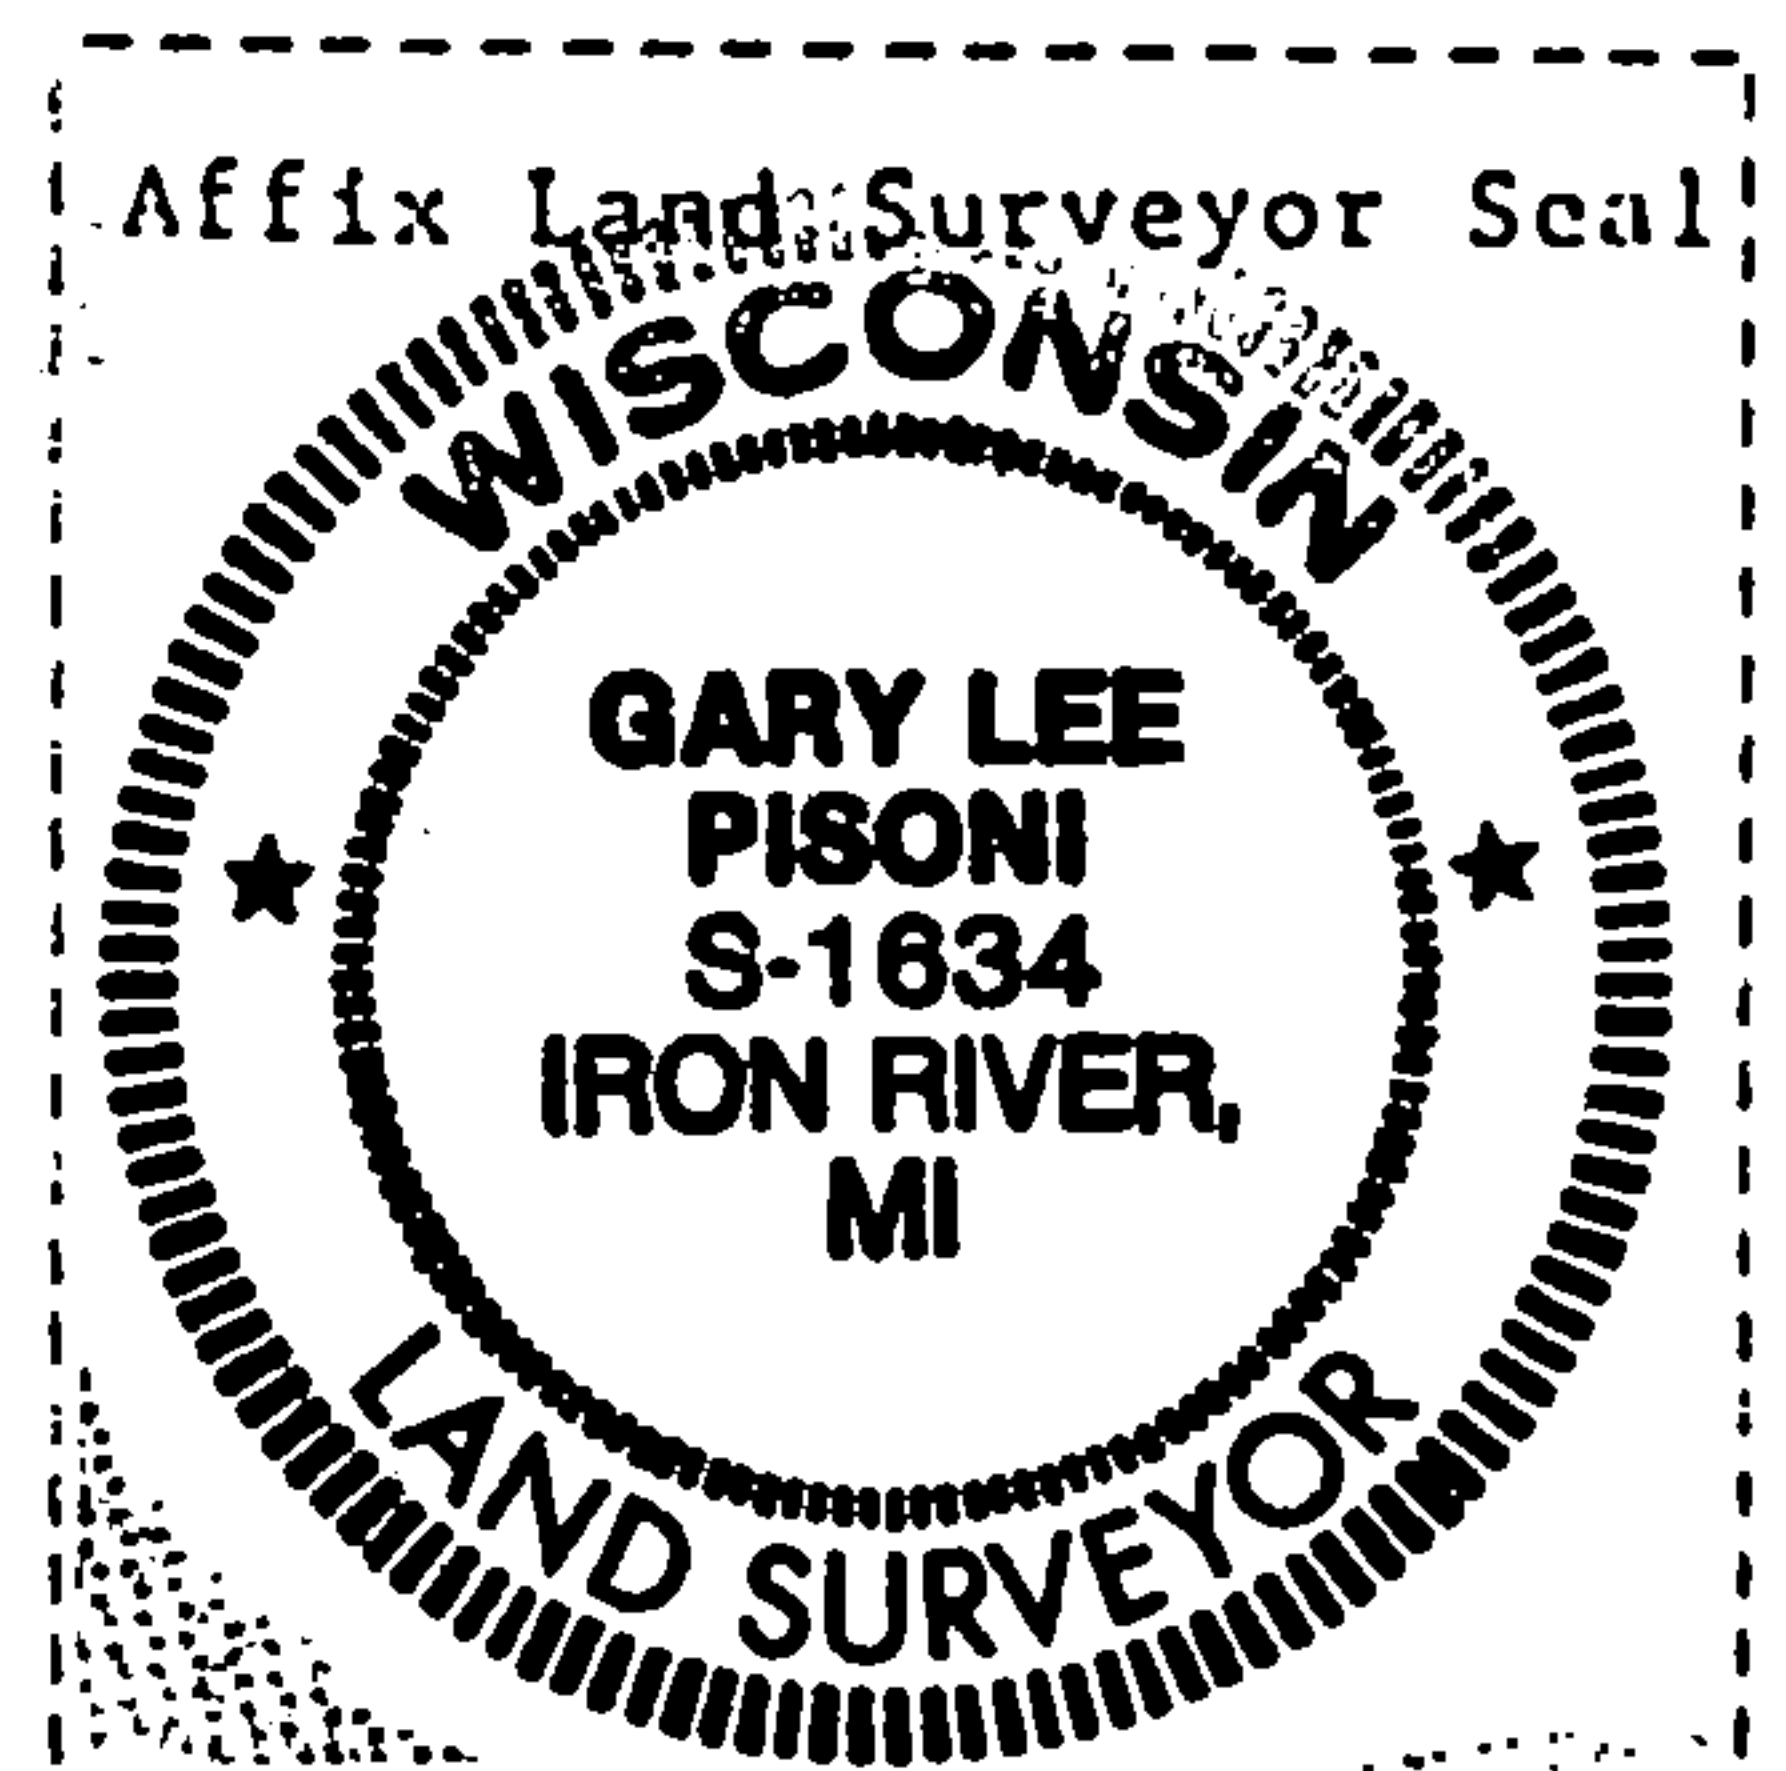 Affix Land Surveyor Seal
WISCONSIN
GARY LEE
PISONI
S-1634
IRON RIVER,
MI
LAND SURVEYOR